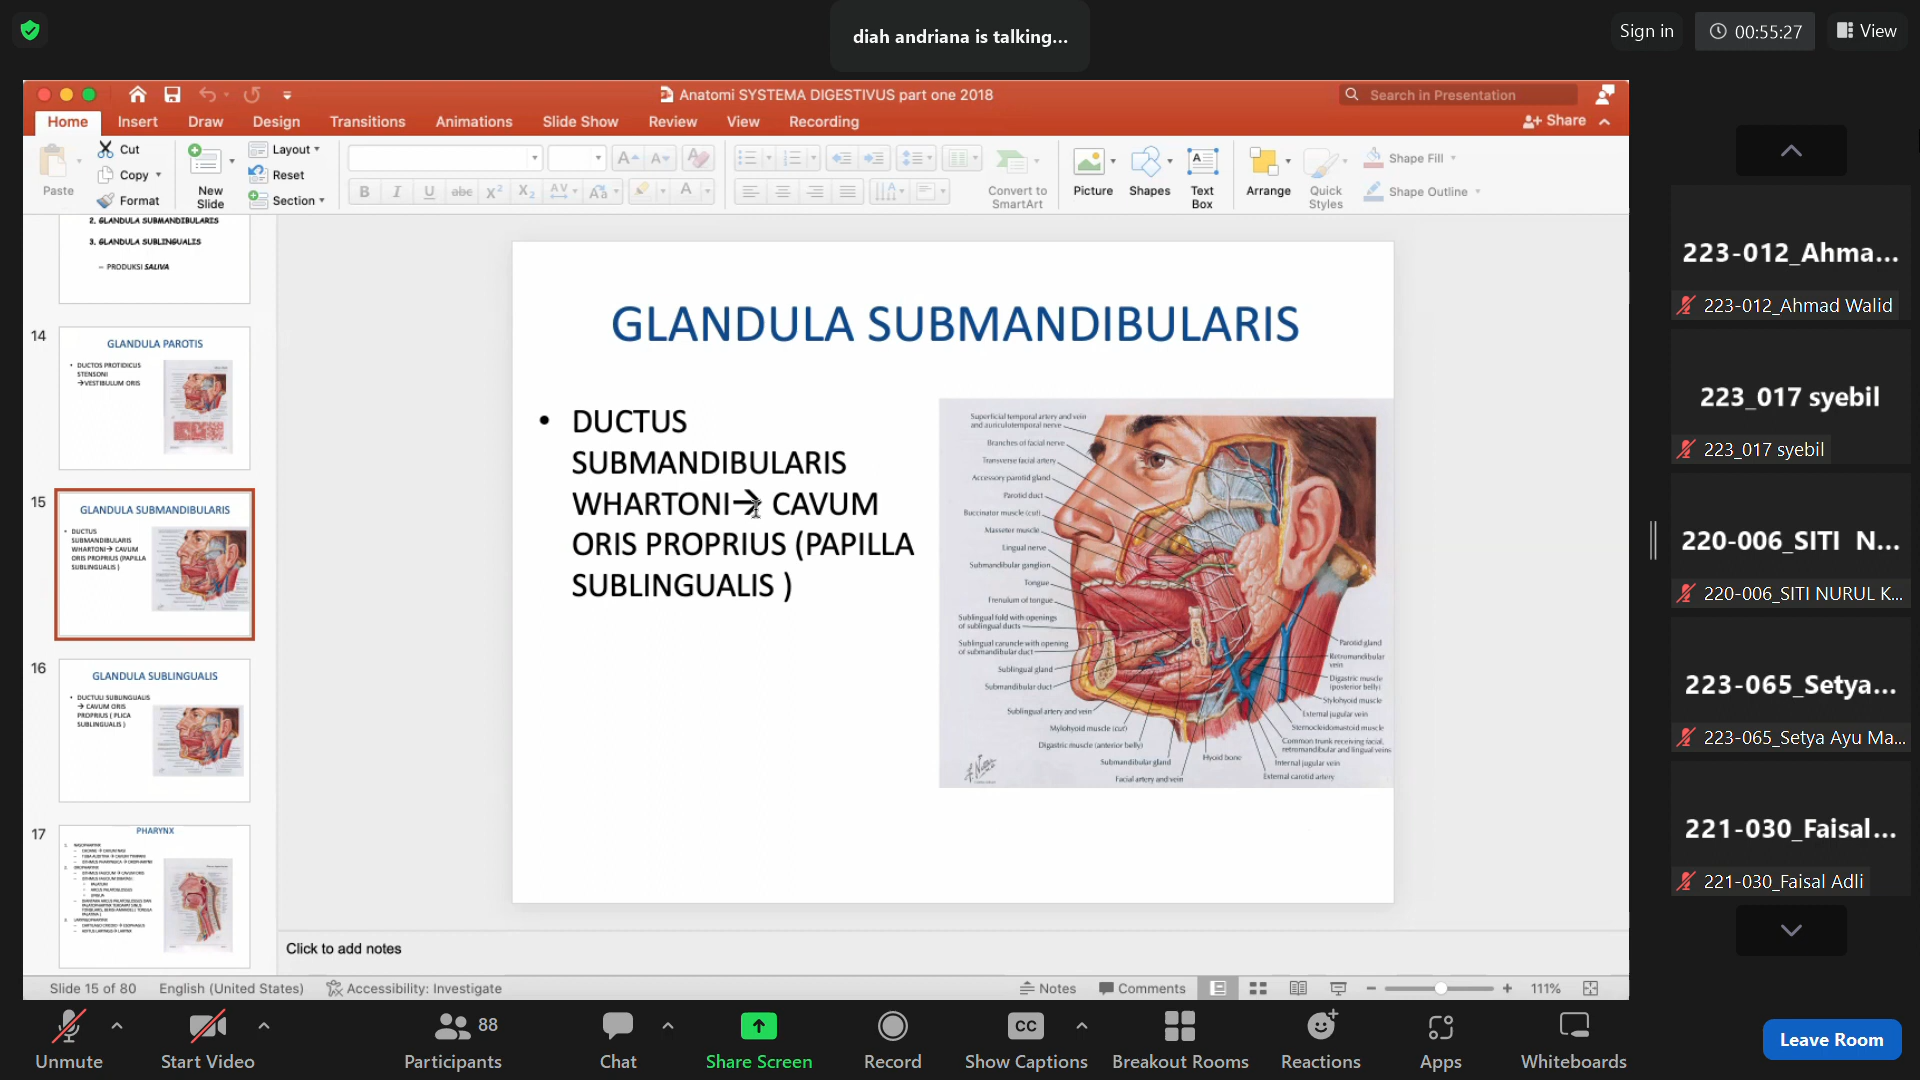 diah andriana is talking...
Sign in
00:55:27
View
Anatomi SYSTEMA DIGESTIVUS part one 2018
Search in Presentation
Home
Insert
Draw
Design
Transitions
Animations
Slide Show
Review
View
Recording
Share
Paste
Cut
Copy
Format
New
Slide
Layout
Reset
Section
Convert to
SmartArt
Picture
Shapes
Text
Box
Arrange
Quick
Styles
Shape Fill
Shape Outline
2. GLANDULA SUBMANDIBULARIS
3. GLANDULA SUBLINGUALIS
– PRODUKSI SALIVA
14
GLANDULA PAROTIS
• DUCTOS PROTIDICUS
STENSONI
→VESTIBULUM ORIS
15
GLANDULA SUBMANDIBULARIS
• DUCTUS
SUBMANDIBULARIS
WHARTONI→ CAVUM
ORIS PROPRIUS (PAPILLA
SUBLINGUALIS )
16
GLANDULA SUBLINGUALIS
• DUCTULI SUBLINGUALIS
→ CAVUM ORIS
PROPRIUS ( PLICA
SUBLINGUALIS )
17
PHARYNX
GLANDULA SUBMANDIBULARIS
• DUCTUS
SUBMANDIBULARIS
WHARTONI→ CAVUM
ORIS PROPRIUS (PAPILLA
SUBLINGUALIS )
Superficial temporal artery and vein
and auriculotemporal nerve
Branches of facial nerve
Transverse facial artery
Accessory parotid gland
Parotid duct
Buccinator muscle (cut)
Masseter muscle
Lingual nerve
Submandibular ganglion
Tongue
Frenulum of tongue
Sublingual fold with openings
of sublingual ducts
Sublingual caruncle with opening
of submandibular duct
Sublingual gland
Submandibular duct
Sublingual artery and vein
Mylohyoid muscle (cut)
Digastric muscle (anterior belly)
Submandibular gland
Facial artery and vein
Hyoid bone
Parotid gland
Retromandibular
vein
Digastric muscle
(posterior belly)
Stylohyoid muscle
External jugular vein
Sternocleidomastoid muscle
Common trunk receiving facial,
retromandibular and lingual veins
Internal jugular vein
External carotid artery
Click to add notes
Slide 15 of 80
English (United States)
Accessibility: Investigate
Notes
Comments
111%
223-012_Ahma...
223-012_Ahmad Walid
223_017 syebil
223_017 syebil
220-006_SITI N...
220-006_SITI NURUL K...
223-065_Setya...
223-065_Setya Ayu Ma...
221-030_Faisal...
221-030_Faisal Adli
Unmute
Start Video
88
Participants
Chat
Share Screen
Record
CC
Show Captions
Breakout Rooms
Reactions
Apps
Whiteboards
Leave Room